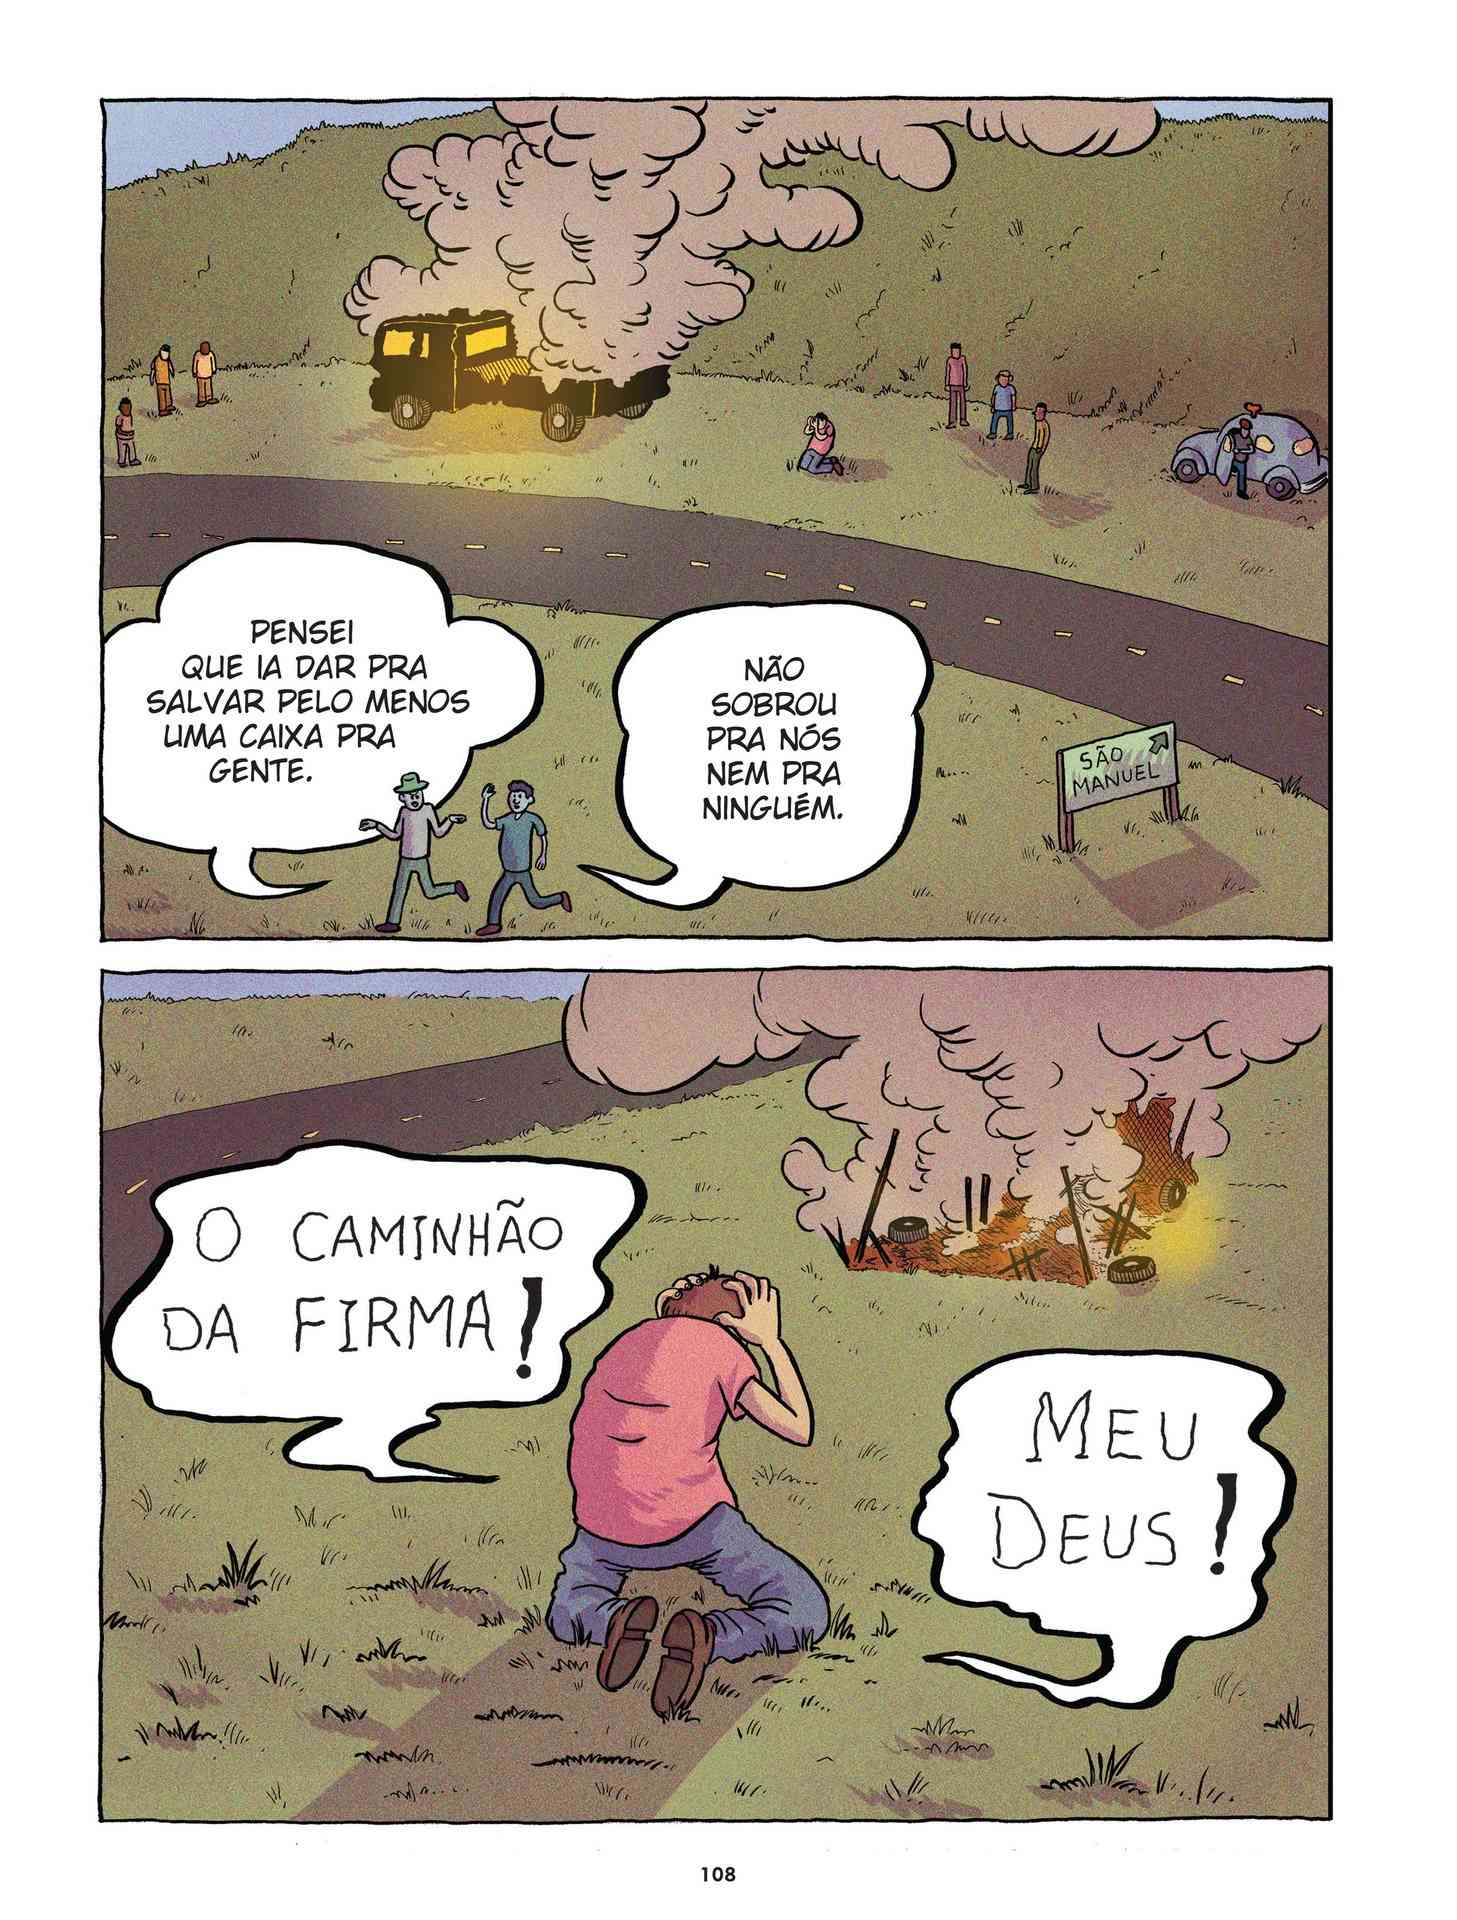 PENSEI
QUE IA DAR PRA
SALVAR PELO MENOS
UMA CAIXA PRA
GENTE.
NÃO
SOBROU
PRA NÓS
NEM PRA
NINGUÉM.
SÃO
MANUEL
O CAMINHÃO
DA FIRMA!
MEU
DEUS!
108